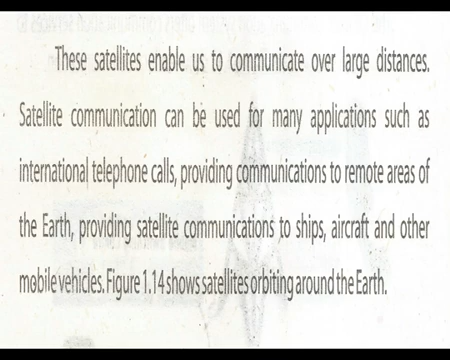 These satellites enable us to communicate over large distances.
Satellite communication can be used for many applications such as
international telephone calls, providing communications to remote areas of
the Earth, providing satellite communications to ships, aircraft and other
mobile vehicles. Figure 1.14 shows satellites orbiting around the Earth.